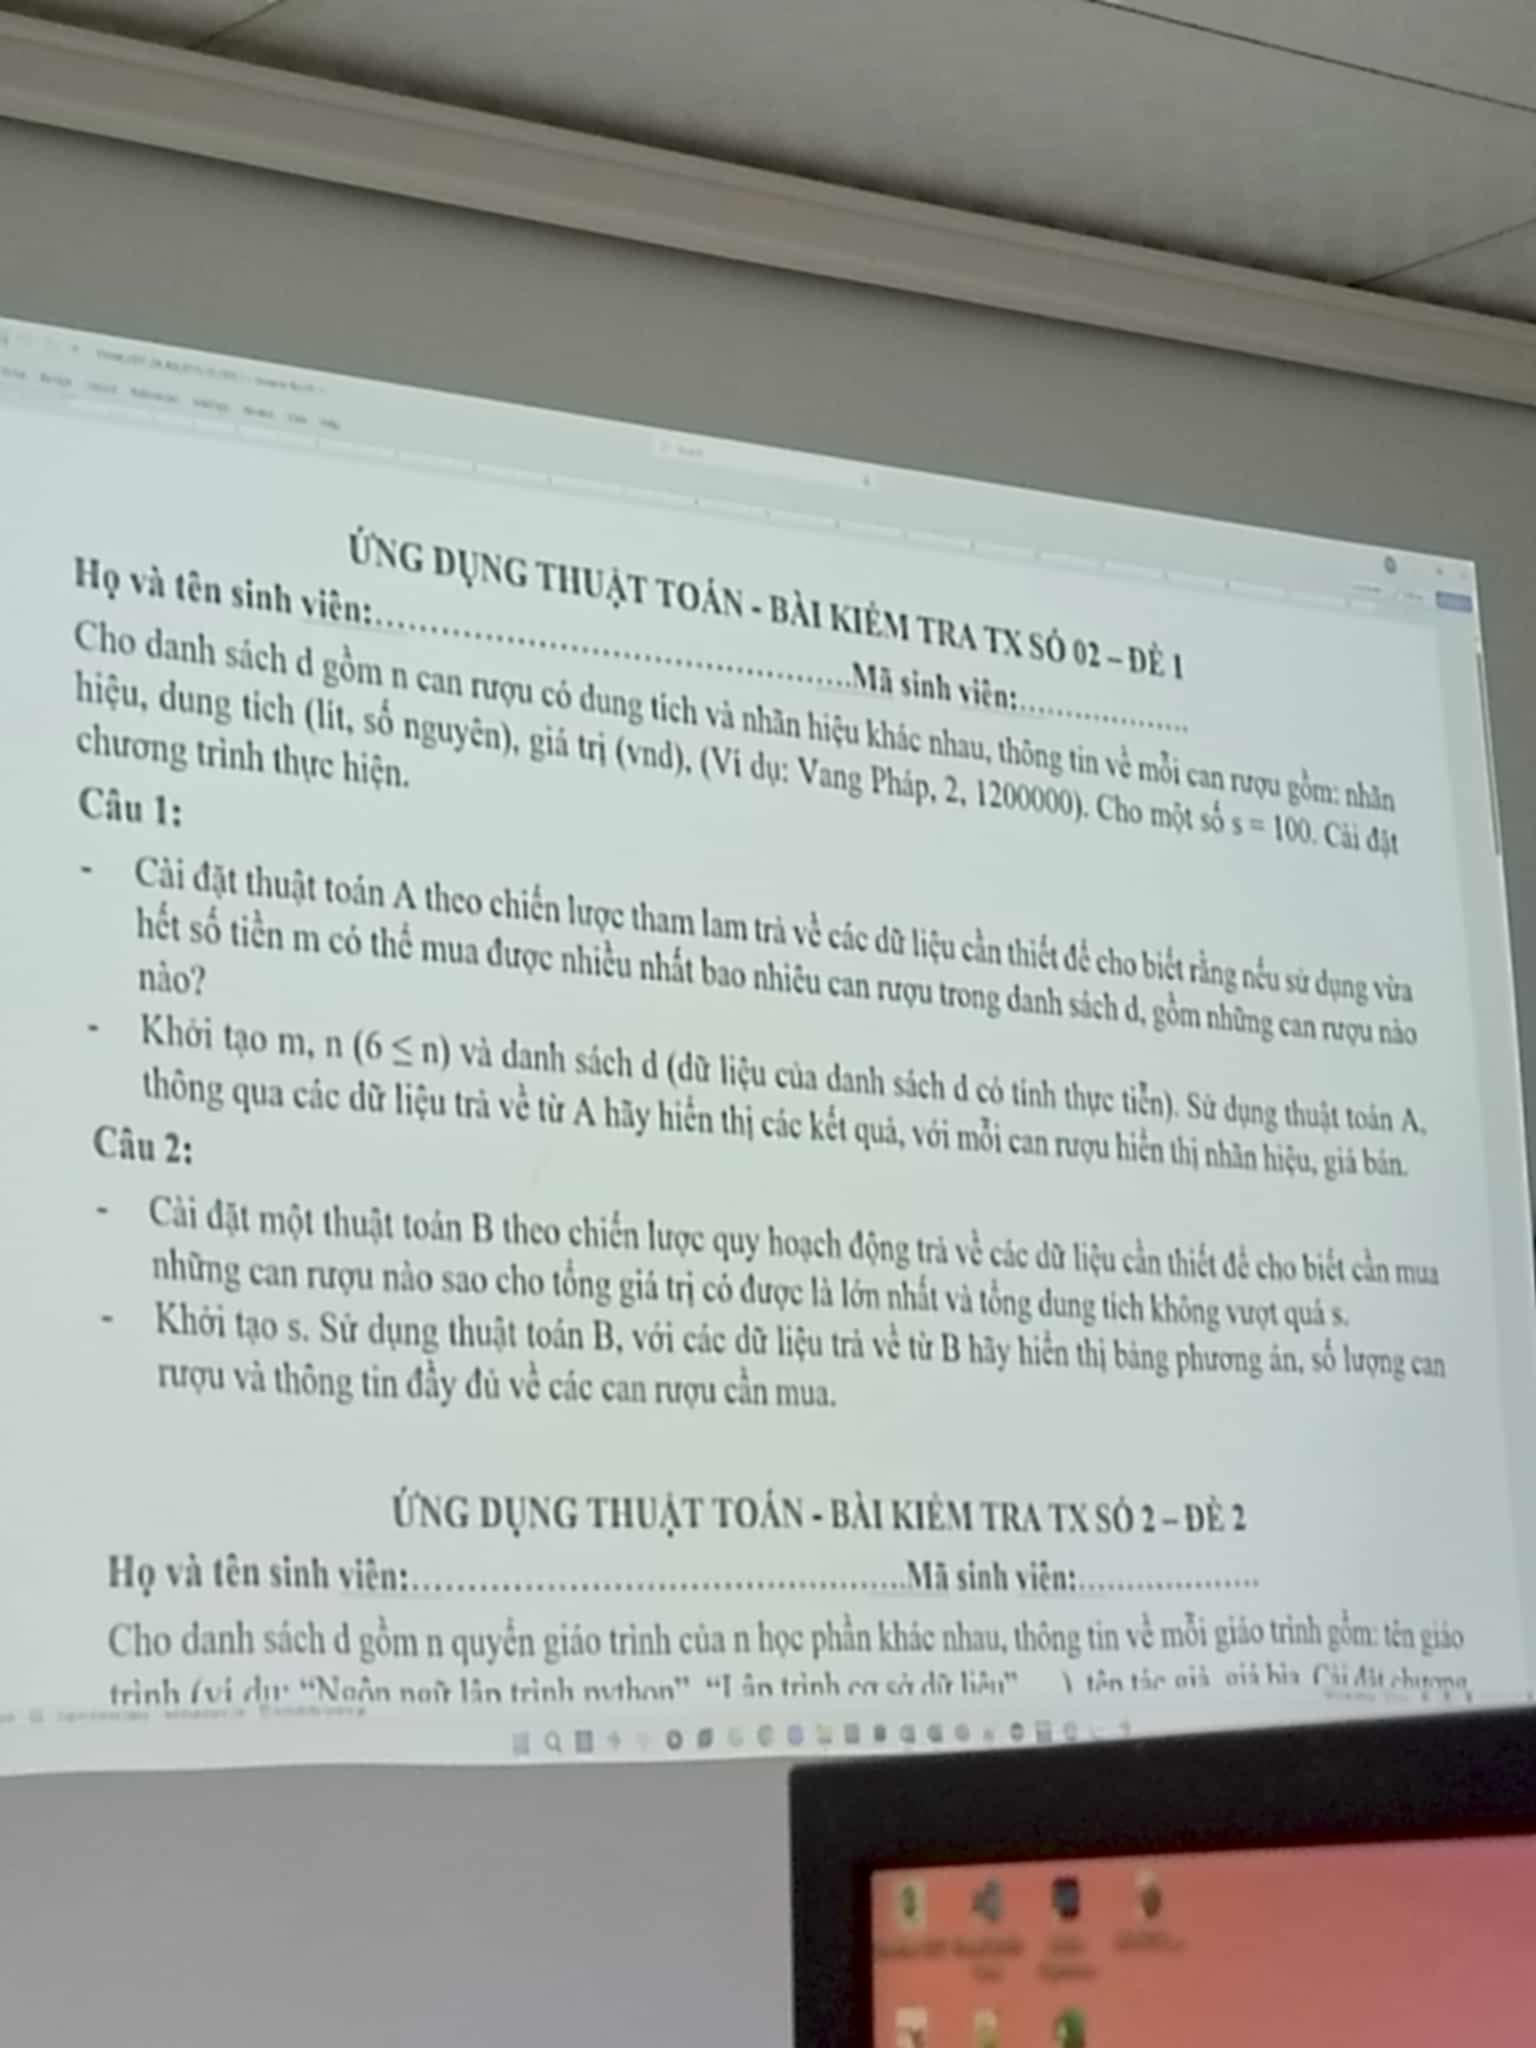 ỨNG DỤNG THUẬT TOÁN - BÀI KIỂM TRA TX SỐ 02 – ĐỀ 1
Họ và tên sinh viên:..........................................................Mã sinh viên:....................
Cho danh sách d gồm n can rượu có dung tích và nhãn hiệu khác nhau, thông tin về mỗi can rượu gồm: nhãn
hiệu, dung tích (lít, số nguyên), giá trị (vnd), (Ví dụ: Vang Pháp, 2, 1200000). Cho một số s = 100. Cài đặt
chương trình thực hiện.
Câu 1:
- Cài đặt thuật toán A theo chiến lược tham lam trả về các dữ liệu cần thiết để cho biết rằng nếu sử dụng vừa
hết số tiền m có thể mua được nhiều nhất bao nhiêu can rượu trong danh sách d, gồm những can rượu nào
nào?
- Khởi tạo m, n (6 ≤ n) và danh sách d (dữ liệu của danh sách d có tính thực tiễn). Sử dụng thuật toán A,
thông qua các dữ liệu trả về từ A hãy hiển thị các kết quả, với mỗi can rượu hiển thị nhãn hiệu, giá bán.
Câu 2:
- Cài đặt một thuật toán B theo chiến lược quy hoạch động trả về các dữ liệu cần thiết để cho biết cần mua
những can rượu nào sao cho tổng giá trị có được là lớn nhất và tổng dung tích không vượt quá s.
- Khởi tạo s. Sử dụng thuật toán B, với các dữ liệu trả về từ B hãy hiển thị bảng phương án, số lượng can
rượu và thông tin đầy đủ về các can rượu cần mua.
ỨNG DỤNG THUẬT TOÁN - BÀI KIỂM TRA TX SỐ 2 – ĐỀ 2
Họ và tên sinh viên:..........................................................Mã sinh viên:....................
Cho danh sách d gồm n quyển giáo trình của n học phần khác nhau, thông tin về mỗi giáo trình gồm: tên giáo
trình (ví dụ: “Ngôn ngữ lập trình python”, “Lập trình cơ sở dữ liệu” ...), tên tác giả, giá bìa. Cài đặt chương